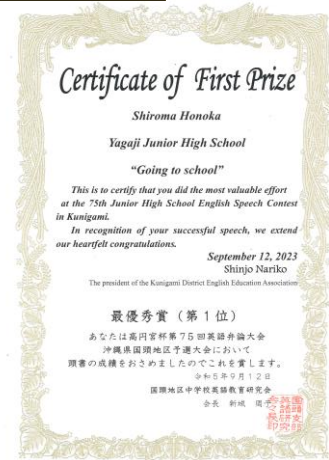 Certificate of First Prize
Shiroma Honoka
Yagaji Junior High School
“Going to school”
This is to certify that you did the most valuable effort
at the 75th Junior High School English Speech Contest
in Kunigami.
In recognition of your successful speech, we extend
our heartfelt congratulations.
September 12, 2023
Shinjo Nariko
The president of the Kunigami District English Education Association
最優秀賞（第１位）
あなたは高円宮杯第７５回英語弁論大会
沖縄県国頭地区予選大会において
頭書の成績をおさめましたのでこれを賞します。
令和５年９月１２日
国頭地区中学校英語教育研究会
会長 新城